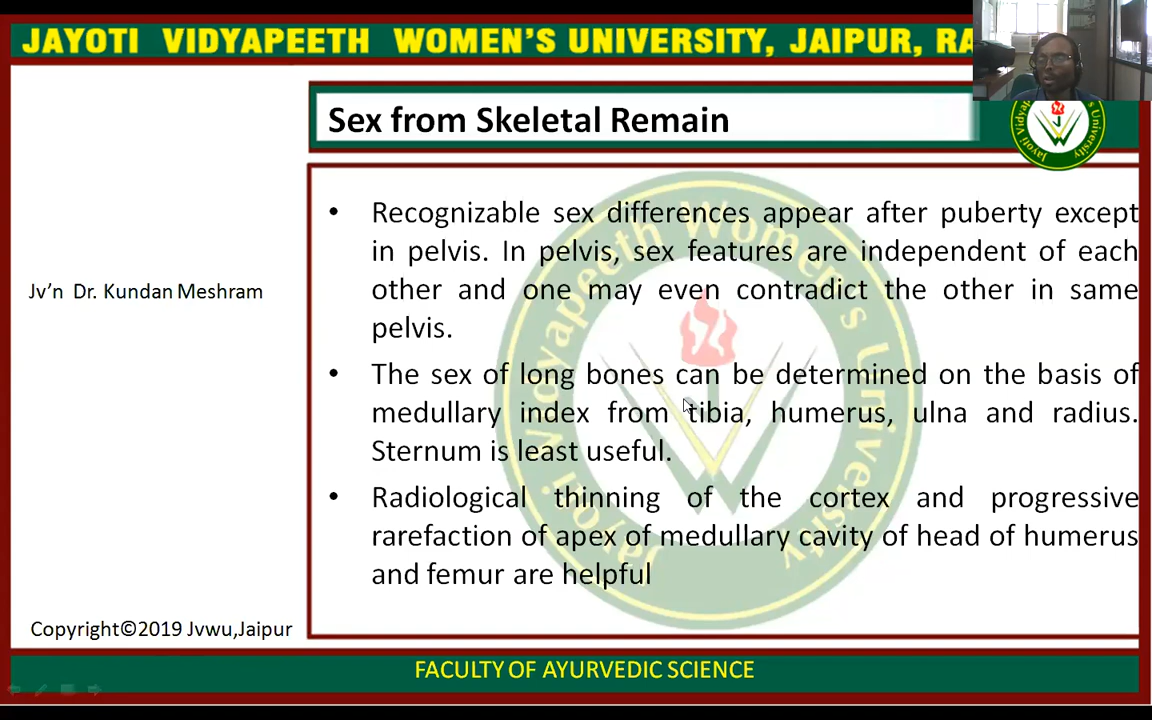 JAYOTI VIDYAPEETH WOMEN'S UNIVERSITY, JAIPUR,
Sex from Skeletal Remain
Jayoti Vidyapeeth Women's University
• Recognizable sex differences appear after puberty except
in pelvis. In pelvis, sex features are independent of each
other and one may even contradict the other in same
pelvis.
Jv'n Dr. Kundan Meshram
• The sex of long bones can be determined on the basis of
medullary index from tibia, humerus, ulna and radius.
Sternum is least useful.
• Radiological thinning of the cortex and progressive
rarefaction of apex of medullary cavity of head of humerus
and femur are helpful
Copyright©2019 Jvwu,Jaipur
FACULTY OF AYURVEDIC SCIENCE